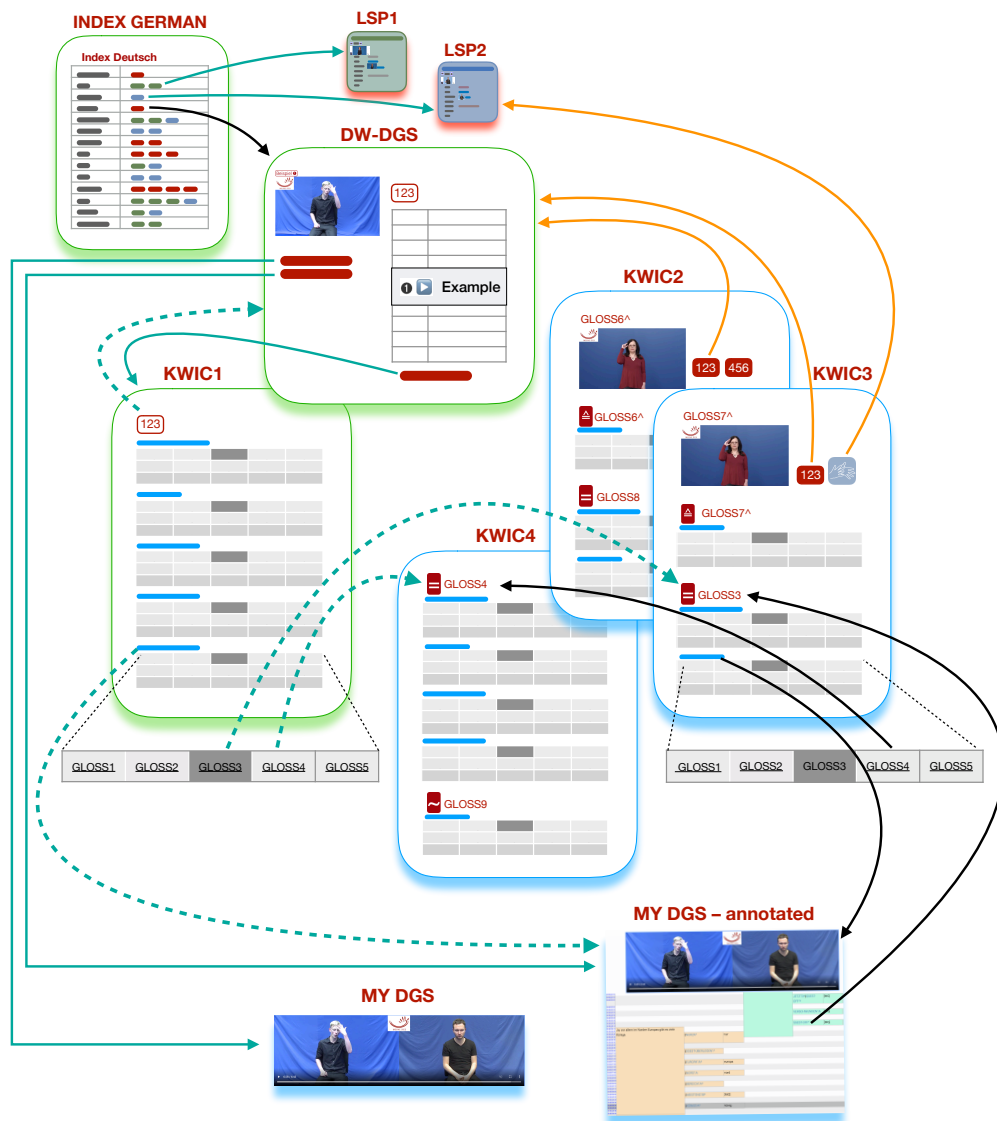 INDEX GERMAN
Index Deutsch
LSP1
LSP2
DW-DGS
123
❶ Example
KWIC2
GLOSS6^
123 456
≙ GLOSS6^
= GLOSS8
KWIC3
GLOSS7^
123
≙ GLOSS7^
= GLOSS3
KWIC1
123
KWIC4
= GLOSS4
~ GLOSS9
GLOSS1 GLOSS2 GLOSS3 GLOSS4 GLOSS5
GLOSS1 GLOSS2 GLOSS3 GLOSS4 GLOSS5
MY DGS – annotated
MY DGS